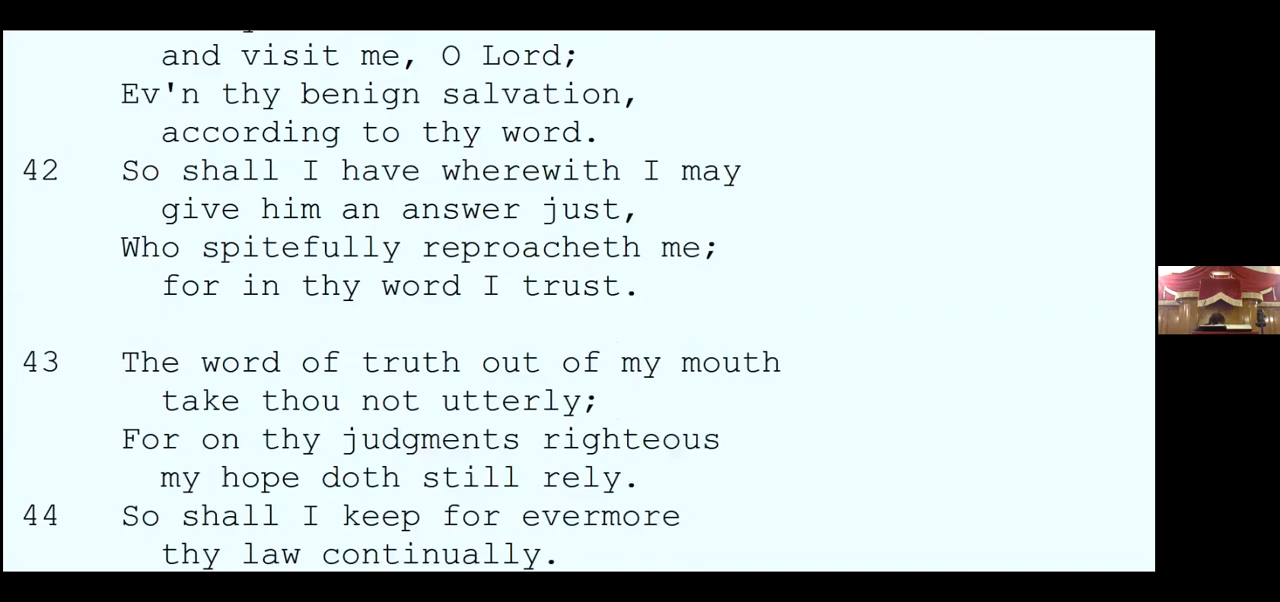 and visit me, O Lord;
Ev'n thy benign salvation,
according to thy word.
42 So shall I have wherewith I may
give him an answer just,
Who spitefully reproacheth me;
for in thy word I trust.
43 The word of truth out of my mouth
take thou not utterly;
For on thy judgments righteous
my hope doth still rely.
44 So shall I keep for evermore
thy law continually.